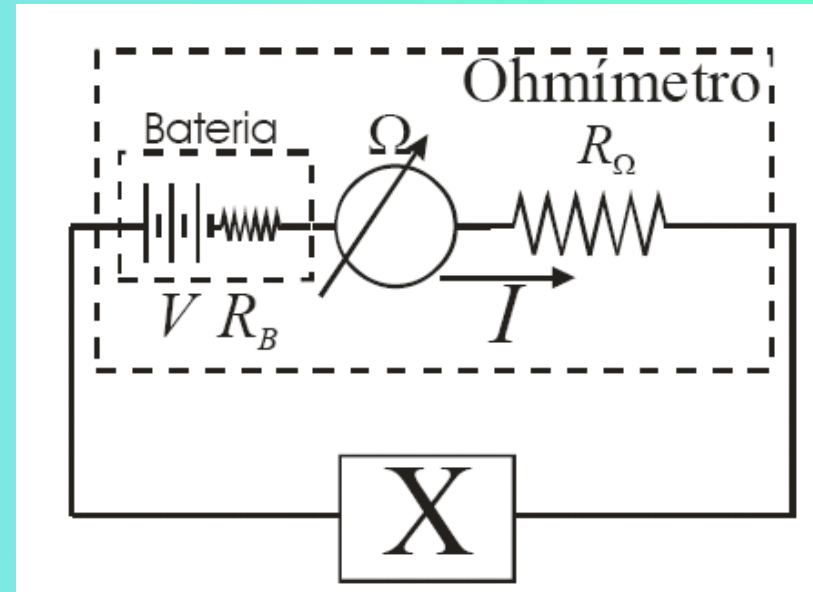 Ohmímetro
Bateria
Ω
R_Ω
V R_B
I
X